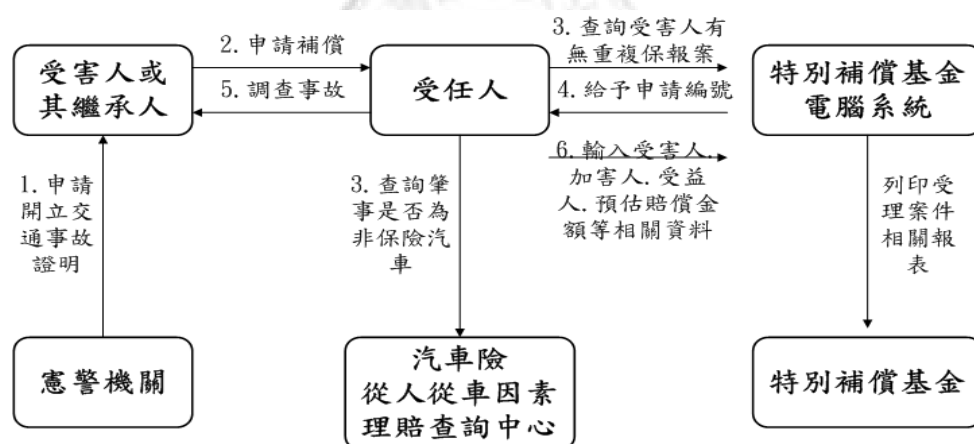 受害人或
其繼承人
2. 申請補償
5. 調查事故
受任人
3. 查詢受害人有
無重複保報案
4. 給予申請編號
特別補償基金
電腦系統
1. 申請
開立交
通事故
證明
3. 查詢肇
事是否為
非保險汽
車
6. 輸入受害人.
加害人. 受益
人. 預估賠償金
額等相關資料
列印受
理案件
相關報
表
憲警機關
汽車險
從人從車因素
理賠查詢中心
特別補償基金